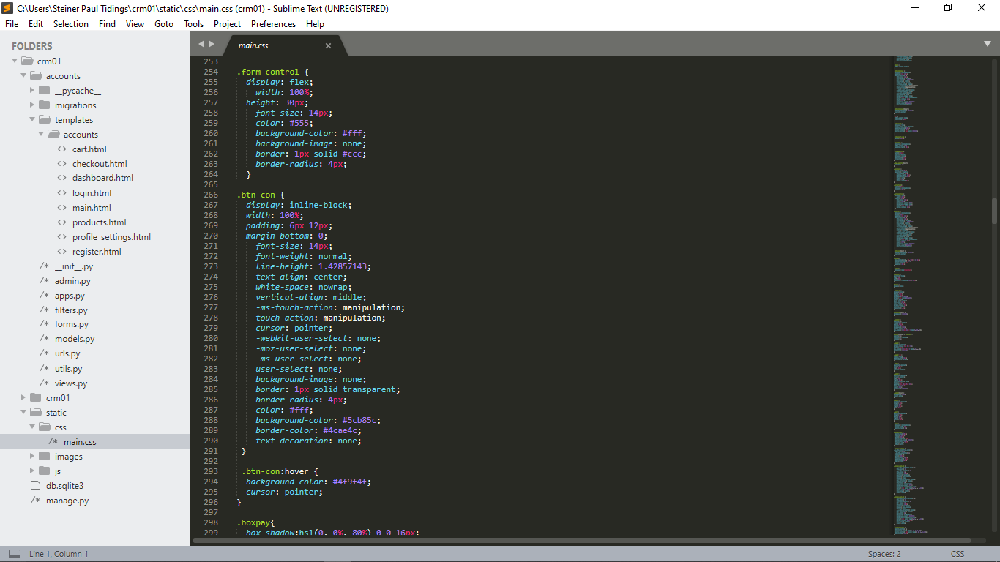 C:\Users\Steiner Paul Tidings\crm01\static\css\main.css (crm01) - Sublime Text (UNREGISTERED)
File Edit Selection Find View Goto Tools Project Preferences Help
FOLDERS
crm01
accounts
__pycache__
migrations
templates
accounts
<> cart.html
<> checkout.html
<> dashboard.html
<> login.html
<> main.html
<> products.html
<> profile_settings.html
<> register.html
/* __init__.py
/* admin.py
/* apps.py
/* filters.py
/* forms.py
/* models.py
/* urls.py
/* utils.py
/* views.py
crm01
static
css
/* main.css
images
js
db.sqlite3
/* manage.py
main.css ×
253
254 .form-control {
255 display: flex;
256 width: 100%;
257 height: 30px;
258 font-size: 14px;
259 color: #555;
260 background-color: #fff;
261 background-image: none;
262 border: 1px solid #ccc;
263 border-radius: 4px;
264 }
265
266 .btn-con {
267 display: inline-block;
268 width: 100%;
269 padding: 6px 12px;
270 margin-bottom: 0;
271 font-size: 14px;
272 font-weight: normal;
273 line-height: 1.42857143;
274 text-align: center;
275 white-space: nowrap;
276 vertical-align: middle;
277 -ms-touch-action: manipulation;
278 touch-action: manipulation;
279 cursor: pointer;
280 -webkit-user-select: none;
281 -moz-user-select: none;
282 -ms-user-select: none;
283 user-select: none;
284 background-image: none;
285 border: 1px solid transparent;
286 border-radius: 4px;
287 color: #fff;
288 background-color: #5cb85c;
289 border-color: #4cae4c;
290 text-decoration: none;
291 }
292
293 .btn-con:hover {
294 background-color: #4f9f4f;
295 cursor: pointer;
296 }
297
298 .boxpay{
299 box-shadow:hsl(0, 0%, 80%) 0 0 16px;
Line 1, Column 1
Spaces: 2
CSS